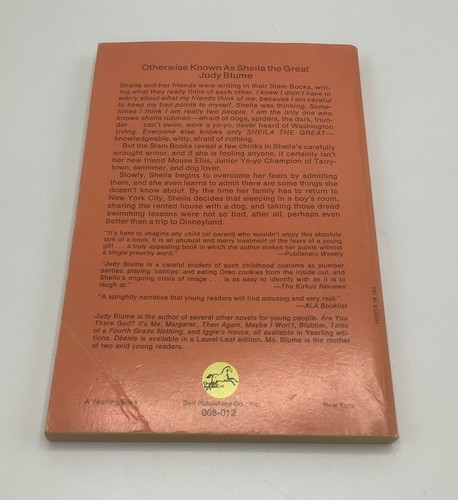 Otherwise Known As Sheila the Great
Judy Blume
Sheila and her friends were writing in their Slam Books, writ-
ing what they really think of each other. I knew I didn't have to
worry about what my friends think of me, because I am careful
to keep my bad points to myself, Sheila was thinking. Some-
times I think I am really two people. I am the only one who
knows sheila tubman—afraid of dogs, spiders, the dark, thun-
der . . . can't swim, work a yo-yo, never heard of Washington
Irving. Everyone else knows only SHEILA THE GREAT—
knowledgeable, witty, afraid of nothing.
But the Slam Books reveal a few chinks in Sheila's carefully
wrought armor, and if she is fooling anyone, it certainly isn't
her new friend Mouse Ellis, Junior Yo-yo Champion of Terry-
town, swimmer, and dog lover.
Slowly, Sheila begins to overcome her fears by admitting
them, and she even learns to admit there are some things she
doesn't know about. By the time her family has to return to
New York City, Sheila decides that sleeping in a boy's room,
sharing the rented house with a dog, and taking those dread
swimming lessons were not so bad, after all, perhaps even
better than a trip to Disneyland.
"It's hard to imagine any child (or parent) who wouldn't enjoy this absolute
lark of a book. It is an unusual and merry treatment of the fears of a young
girl . . . a truly appealing book in which the author makes her points without
a single preachy word."
—Publishers Weekly
"Judy Blume is a careful student of such childhood customs as slumber
parties, playing 'cooties' and eating Oreo cookies from the inside out, and
Sheila's ongoing crisis of image . . . is as easy to identify with as it is to
laugh at."
—The Kirkus Reviews
"A sprightly narrative that young readers will find amusing and very real."
—ALA Booklist
Judy Blume is the author of several other novels for young people. Are You
There God? It's Me, Margaret., Then Again, Maybe I Won't, Blubber, Tales
of a Fourth Grade Nothing, and Iggie's House, all available in Yearling edi-
tions. Deenie is available in a Laurel-Leaf edition. Ms. Blume is the mother
of two avid young readers.
A Yearling Book
Dell Publishing Co., Inc.
New York
008-012